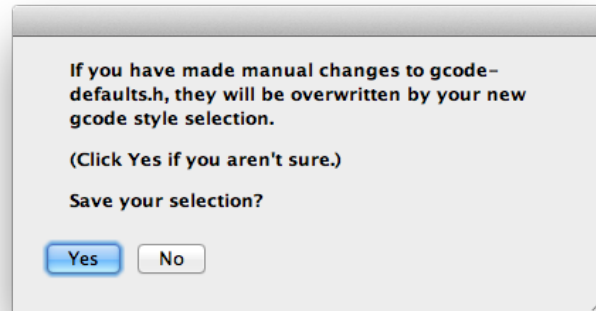 If you have made manual changes to gcode-
defaults.h, they will be overwritten by your new
gcode style selection.
(Click Yes if you aren't sure.)
Save your selection?
Yes
No